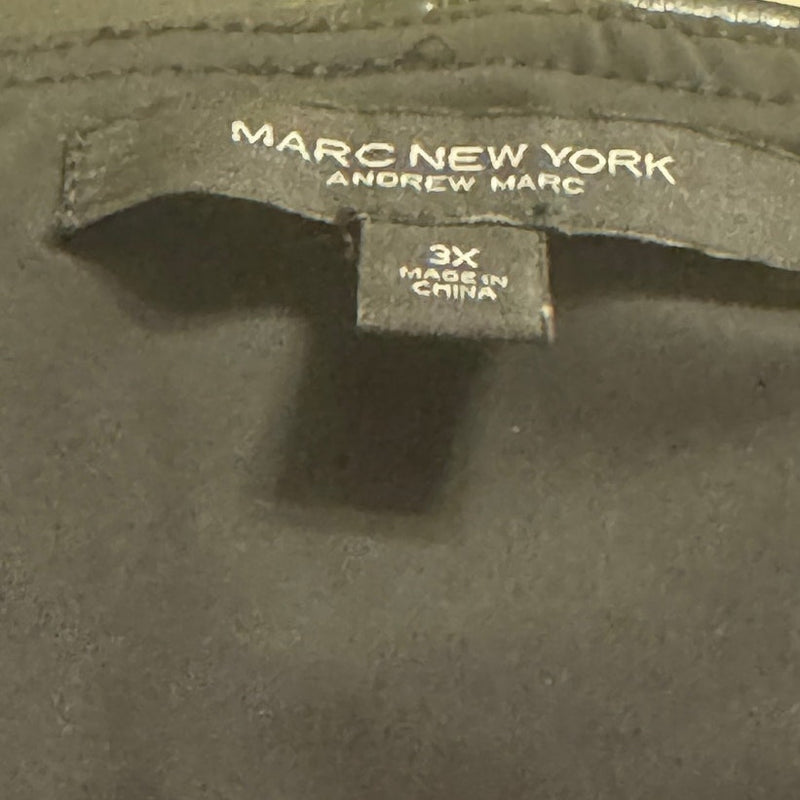 MARC NEW YORK
ANDREW MARC
3X
MADE IN
CHINA